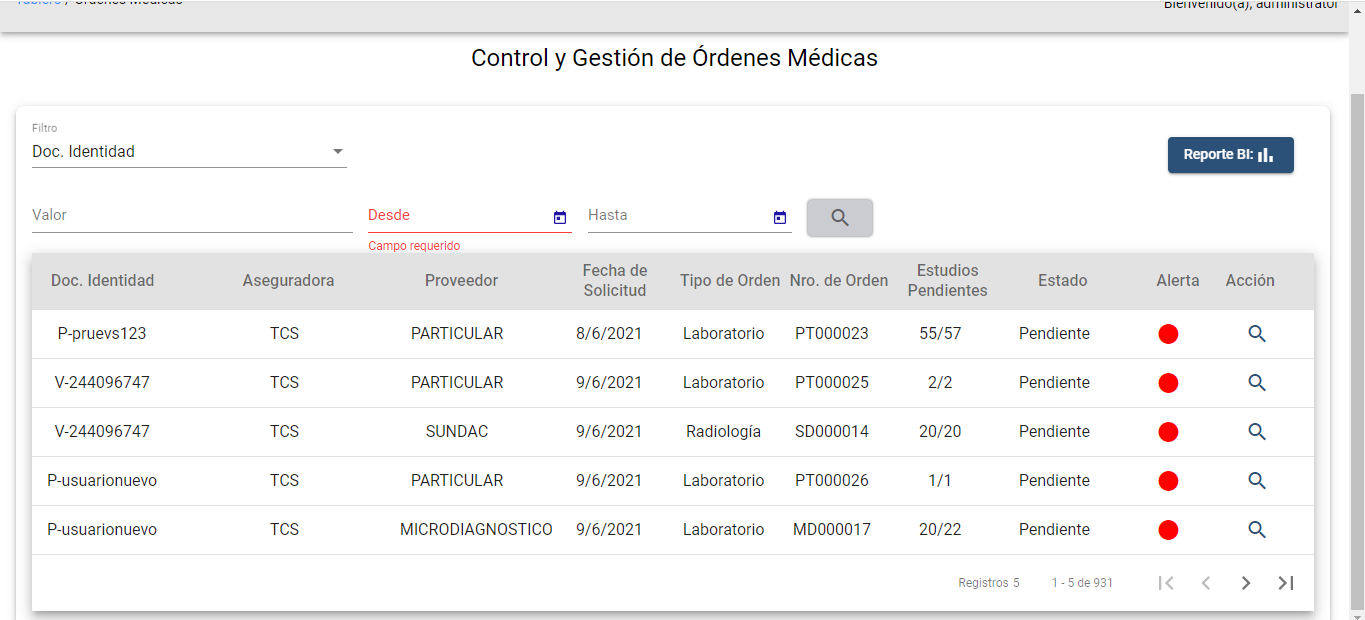 Tablero / Órdenes Médicas
Bienvenido(a), administrator
Control y Gestión de Órdenes Médicas
Filtro
Doc. Identidad
Reporte BI:
Valor
Desde
Hasta
Campo requerido
Doc. Identidad Aseguradora Proveedor Fecha de Solicitud Tipo de Orden Nro. de Orden Estudios Pendientes Estado Alerta Acción
P-pruevs123 TCS PARTICULAR 8/6/2021 Laboratorio PT000023 55/57 Pendiente
V-244096747 TCS PARTICULAR 9/6/2021 Laboratorio PT000025 2/2 Pendiente
V-244096747 TCS SUNDAC 9/6/2021 Radiología SD000014 20/20 Pendiente
P-usuarionuevo TCS PARTICULAR 9/6/2021 Laboratorio PT000026 1/1 Pendiente
P-usuarionuevo TCS MICRODIAGNOSTICO 9/6/2021 Laboratorio MD000017 20/22 Pendiente
Registros 5 1 - 5 de 931